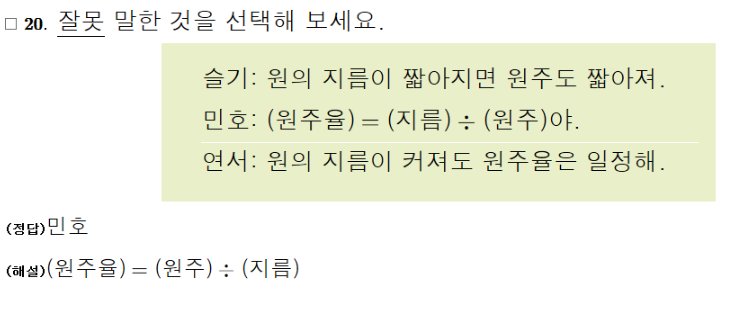 □ 20. 잘못 말한 것을 선택해 보세요.
슬기: 원의 지름이 짧아지면 원주도 짧아져.
민호: (원주율) = (지름) ÷ (원주)야.
연서: 원의 지름이 커져도 원주율은 일정해.
(정답)민호
(해설)(원주율) = (원주) ÷ (지름)